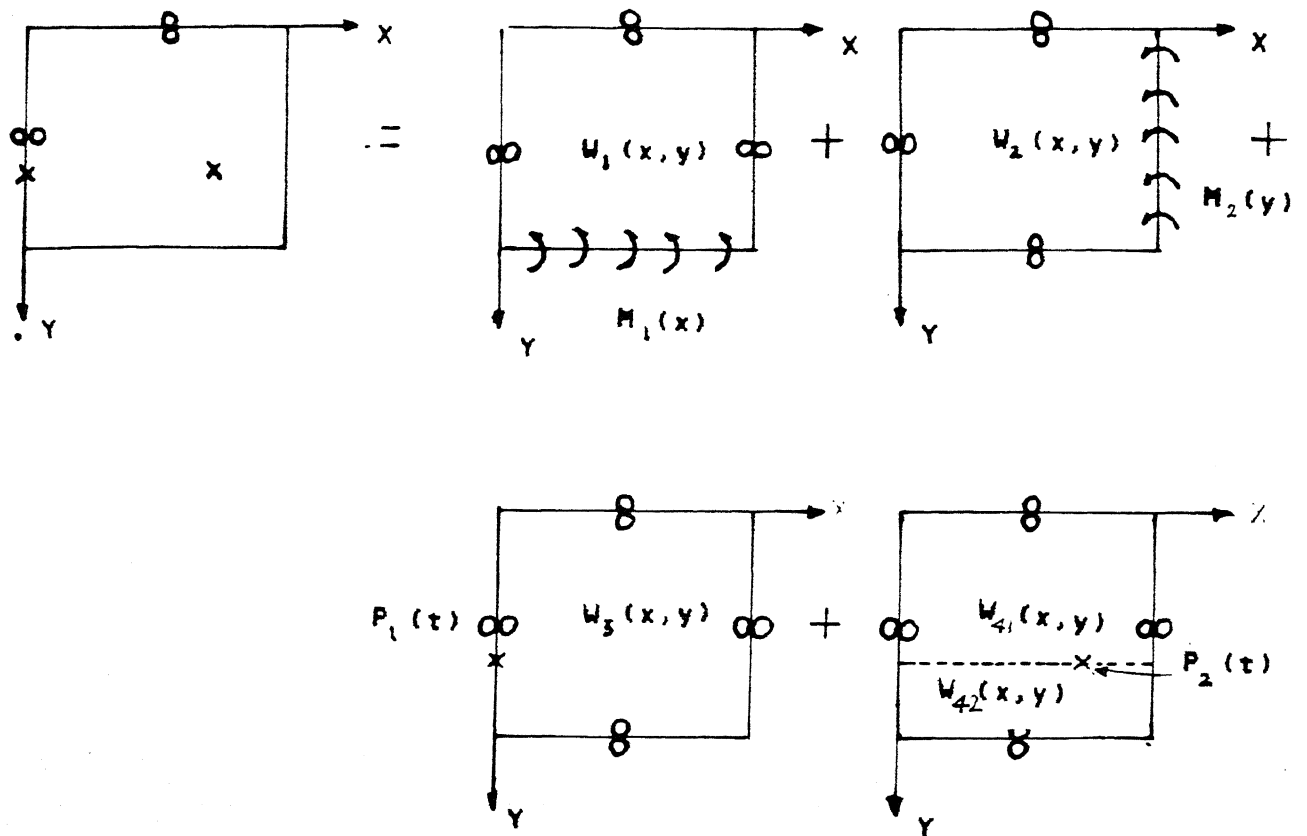 X
X
X
=
W₁(x,y)
+
W₂(x,y)
+
M₂(y)
Y
M₁(x)
Y
Y
P₁(t)
W₃(x,y)
+
W₄₁(x,y)
P₂(t)
W₄₂(x,y)
Y
Y